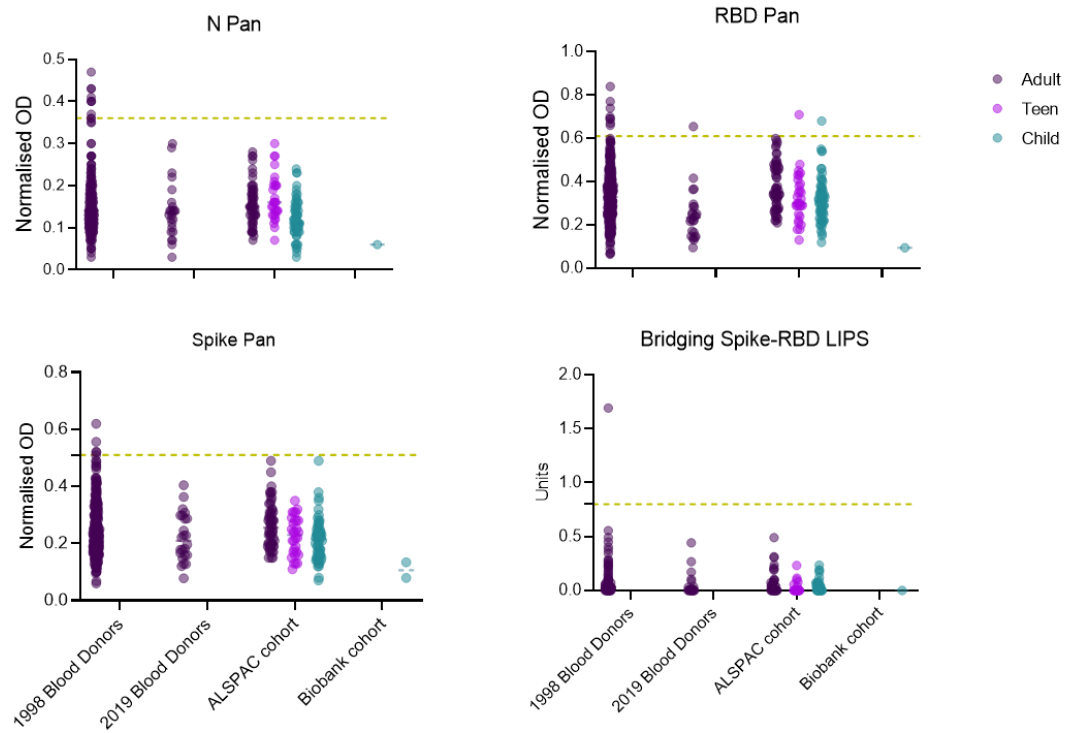 N Pan
0.5
0.4
0.3
0.2
0.1
0.0
Normalised OD
RBD Pan
1.0
0.8
0.6
0.4
0.2
0.0
Normalised OD
Adult
Teen
Child
Spike Pan
0.8
0.6
0.4
0.2
0.0
Normalised OD
1998 Blood Donors
2019 Blood Donors
ALSPAC cohort
Biobank cohort
Bridging Spike-RBD LIPS
2.0
1.5
1.0
0.5
0.0
Units
1998 Blood Donors
2019 Blood Donors
ALSPAC cohort
Biobank cohort